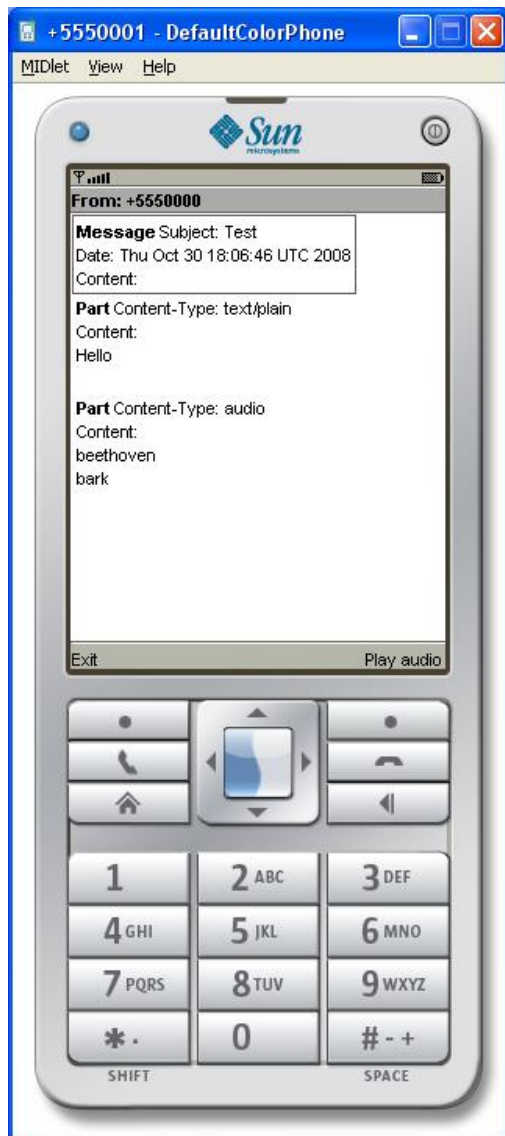 +5550001 - DefaultColorPhone
MIDlet View Help
Sun
microsystems
From: +5550000
Message Subject: Test
Date: Thu Oct 30 18:06:46 UTC 2008
Content:
Part Content-Type: text/plain
Content:
Hello
Part Content-Type: audio
Content:
beethoven
bark
Exit Play audio
1 2 ABC 3 DEF
4 GHI 5 JKL 6 MNO
7 PQRS 8 TUV 9 WXYZ
* . 0 # - +
SHIFT SPACE